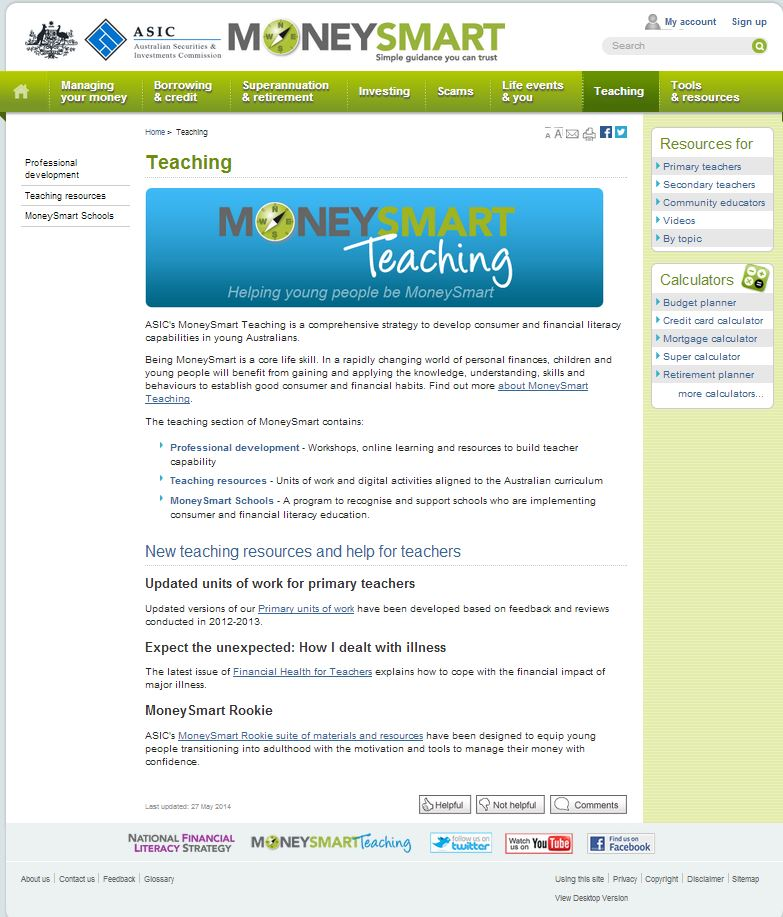 ASIC
Australian Securities &
Investments Commission
MONEYSMART
Simple guidance you can trust
My account
Sign up
Search
Managing
your money
Borrowing
& credit
Superannuation
& retirement
Investing
Scams
Life events
& you
Teaching
Tools
& resources
Home > Teaching
A A
Professional
development
Teaching resources
MoneySmart Schools
Teaching
MONEYSMART
Teaching
Helping young people be MoneySmart
ASIC's MoneySmart Teaching is a comprehensive strategy to develop consumer and financial literacy
capabilities in young Australians.
Being MoneySmart is a core life skill. In a rapidly changing world of personal finances, children and
young people will benefit from gaining and applying the knowledge, understanding, skills and
behaviours to establish good consumer and financial habits. Find out more about MoneySmart
Teaching.
The teaching section of MoneySmart contains:
Professional development - Workshops, online learning and resources to build teacher
capability
Teaching resources - Units of work and digital activities aligned to the Australian curriculum
MoneySmart Schools - A program to recognise and support schools who are implementing
consumer and financial literacy education.
New teaching resources and help for teachers
Updated units of work for primary teachers
Updated versions of our Primary units of work have been developed based on feedback and reviews
conducted in 2012-2013.
Expect the unexpected: How I dealt with illness
The latest issue of Financial Health for Teachers explains how to cope with the financial impact of
major illness.
MoneySmart Rookie
ASIC's MoneySmart Rookie suite of materials and resources have been designed to equip young
people transitioning into adulthood with the motivation and tools to manage their money with
confidence.
Last updated: 27 May 2014
Helpful
Not helpful
Comments
Resources for
Primary teachers
Secondary teachers
Community educators
Videos
By topic
Calculators
Budget planner
Credit card calculator
Mortgage calculator
Super calculator
Retirement planner
more calculators...
NATIONAL FINANCIAL
LITERACY STRATEGY
MONEYSMART Teaching
follow us on
twitter
Watch
us on YouTube
Find us on
Facebook
About us
Contact us
Feedback
Glossary
Using this site
Privacy
Copyright
Disclaimer
Sitemap
View Desktop Version